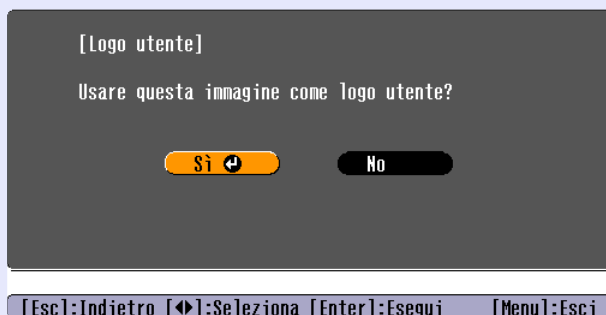 [Logo utente]
Usare questa immagine come logo utente?
Sì No
[Esc]:Indietro [◆]:Seleziona [Enter]:Esegui [Menu]:Esci